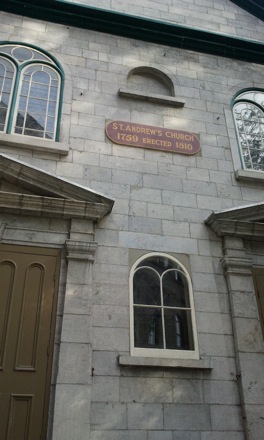 ST. ANDREW'S CHURCH
1759 ERECTED 1810